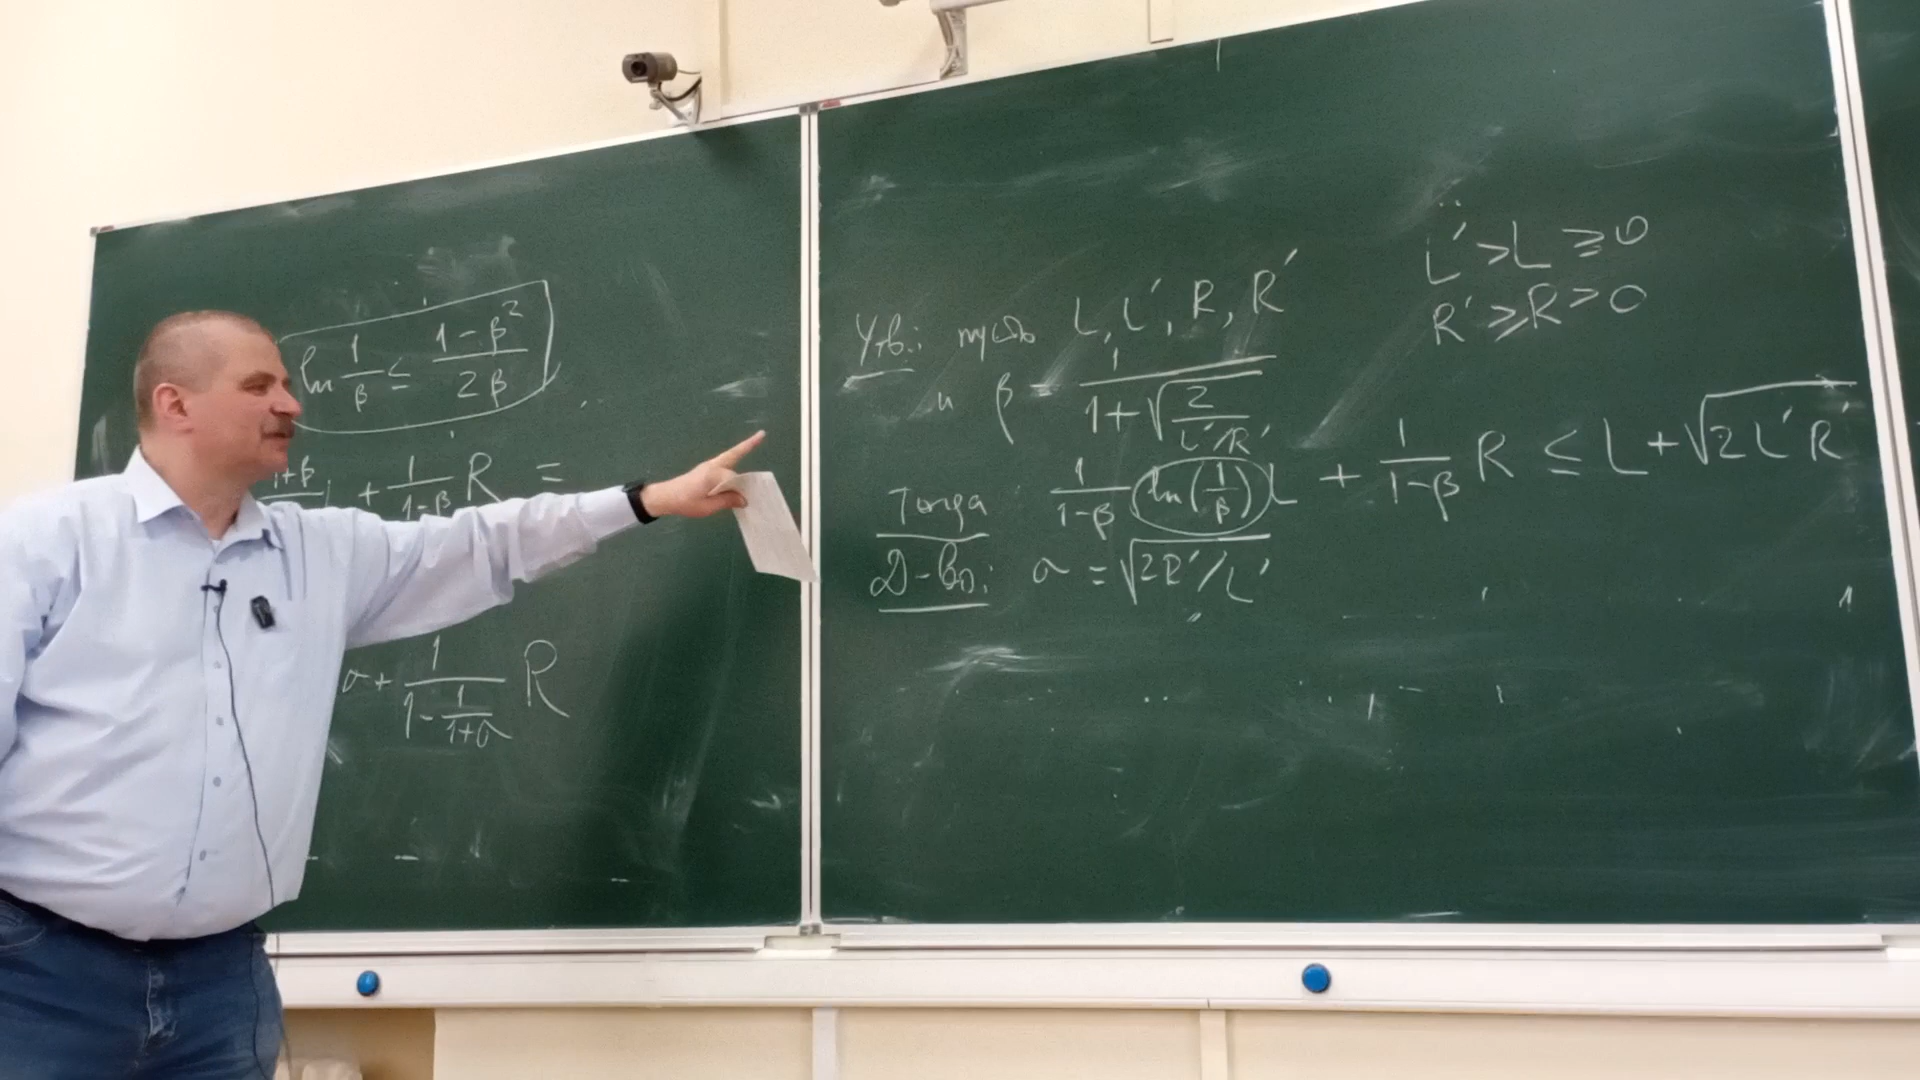 ln 1/β ≤ (1-β²)/(2β)
1+β + 1/(1-β) R =
a + 1/(1 - 1/(1+a)) R
Утв.: пусть L, L′, R, R′
L′ > L ≥ 0
R′ ≥ R > 0
и β = 1/(1+√(2/(L′/R′)))
Тогда 1/(1-β) ln(1/β) L + 1/(1-β) R ≤ L + √(2L′R′)
Д-во: a = √(2R′/L′)